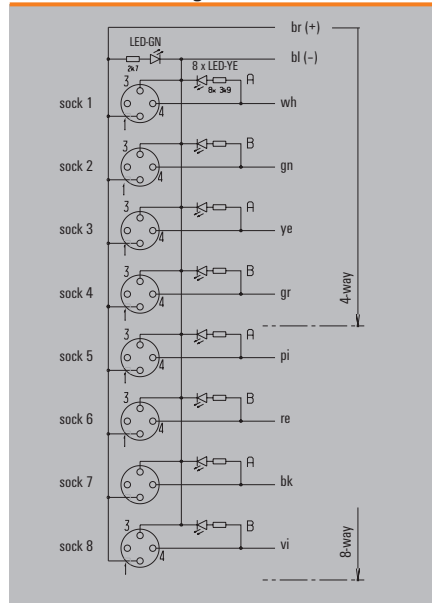 br (+)
LED-GN
bl (–)
2k7
8 x LED-YE
3 A
8x 3k9
sock 1 wh
1 4
3 B
sock 2 gn
1 4
3 A
sock 3 ye
1 4
3 B
sock 4 gr
1 4
4-way
3 A
sock 5 pi
1 4
3 B
sock 6 re
1 4
A
sock 7 bk
3 B
sock 8 vi
1 4
8-way